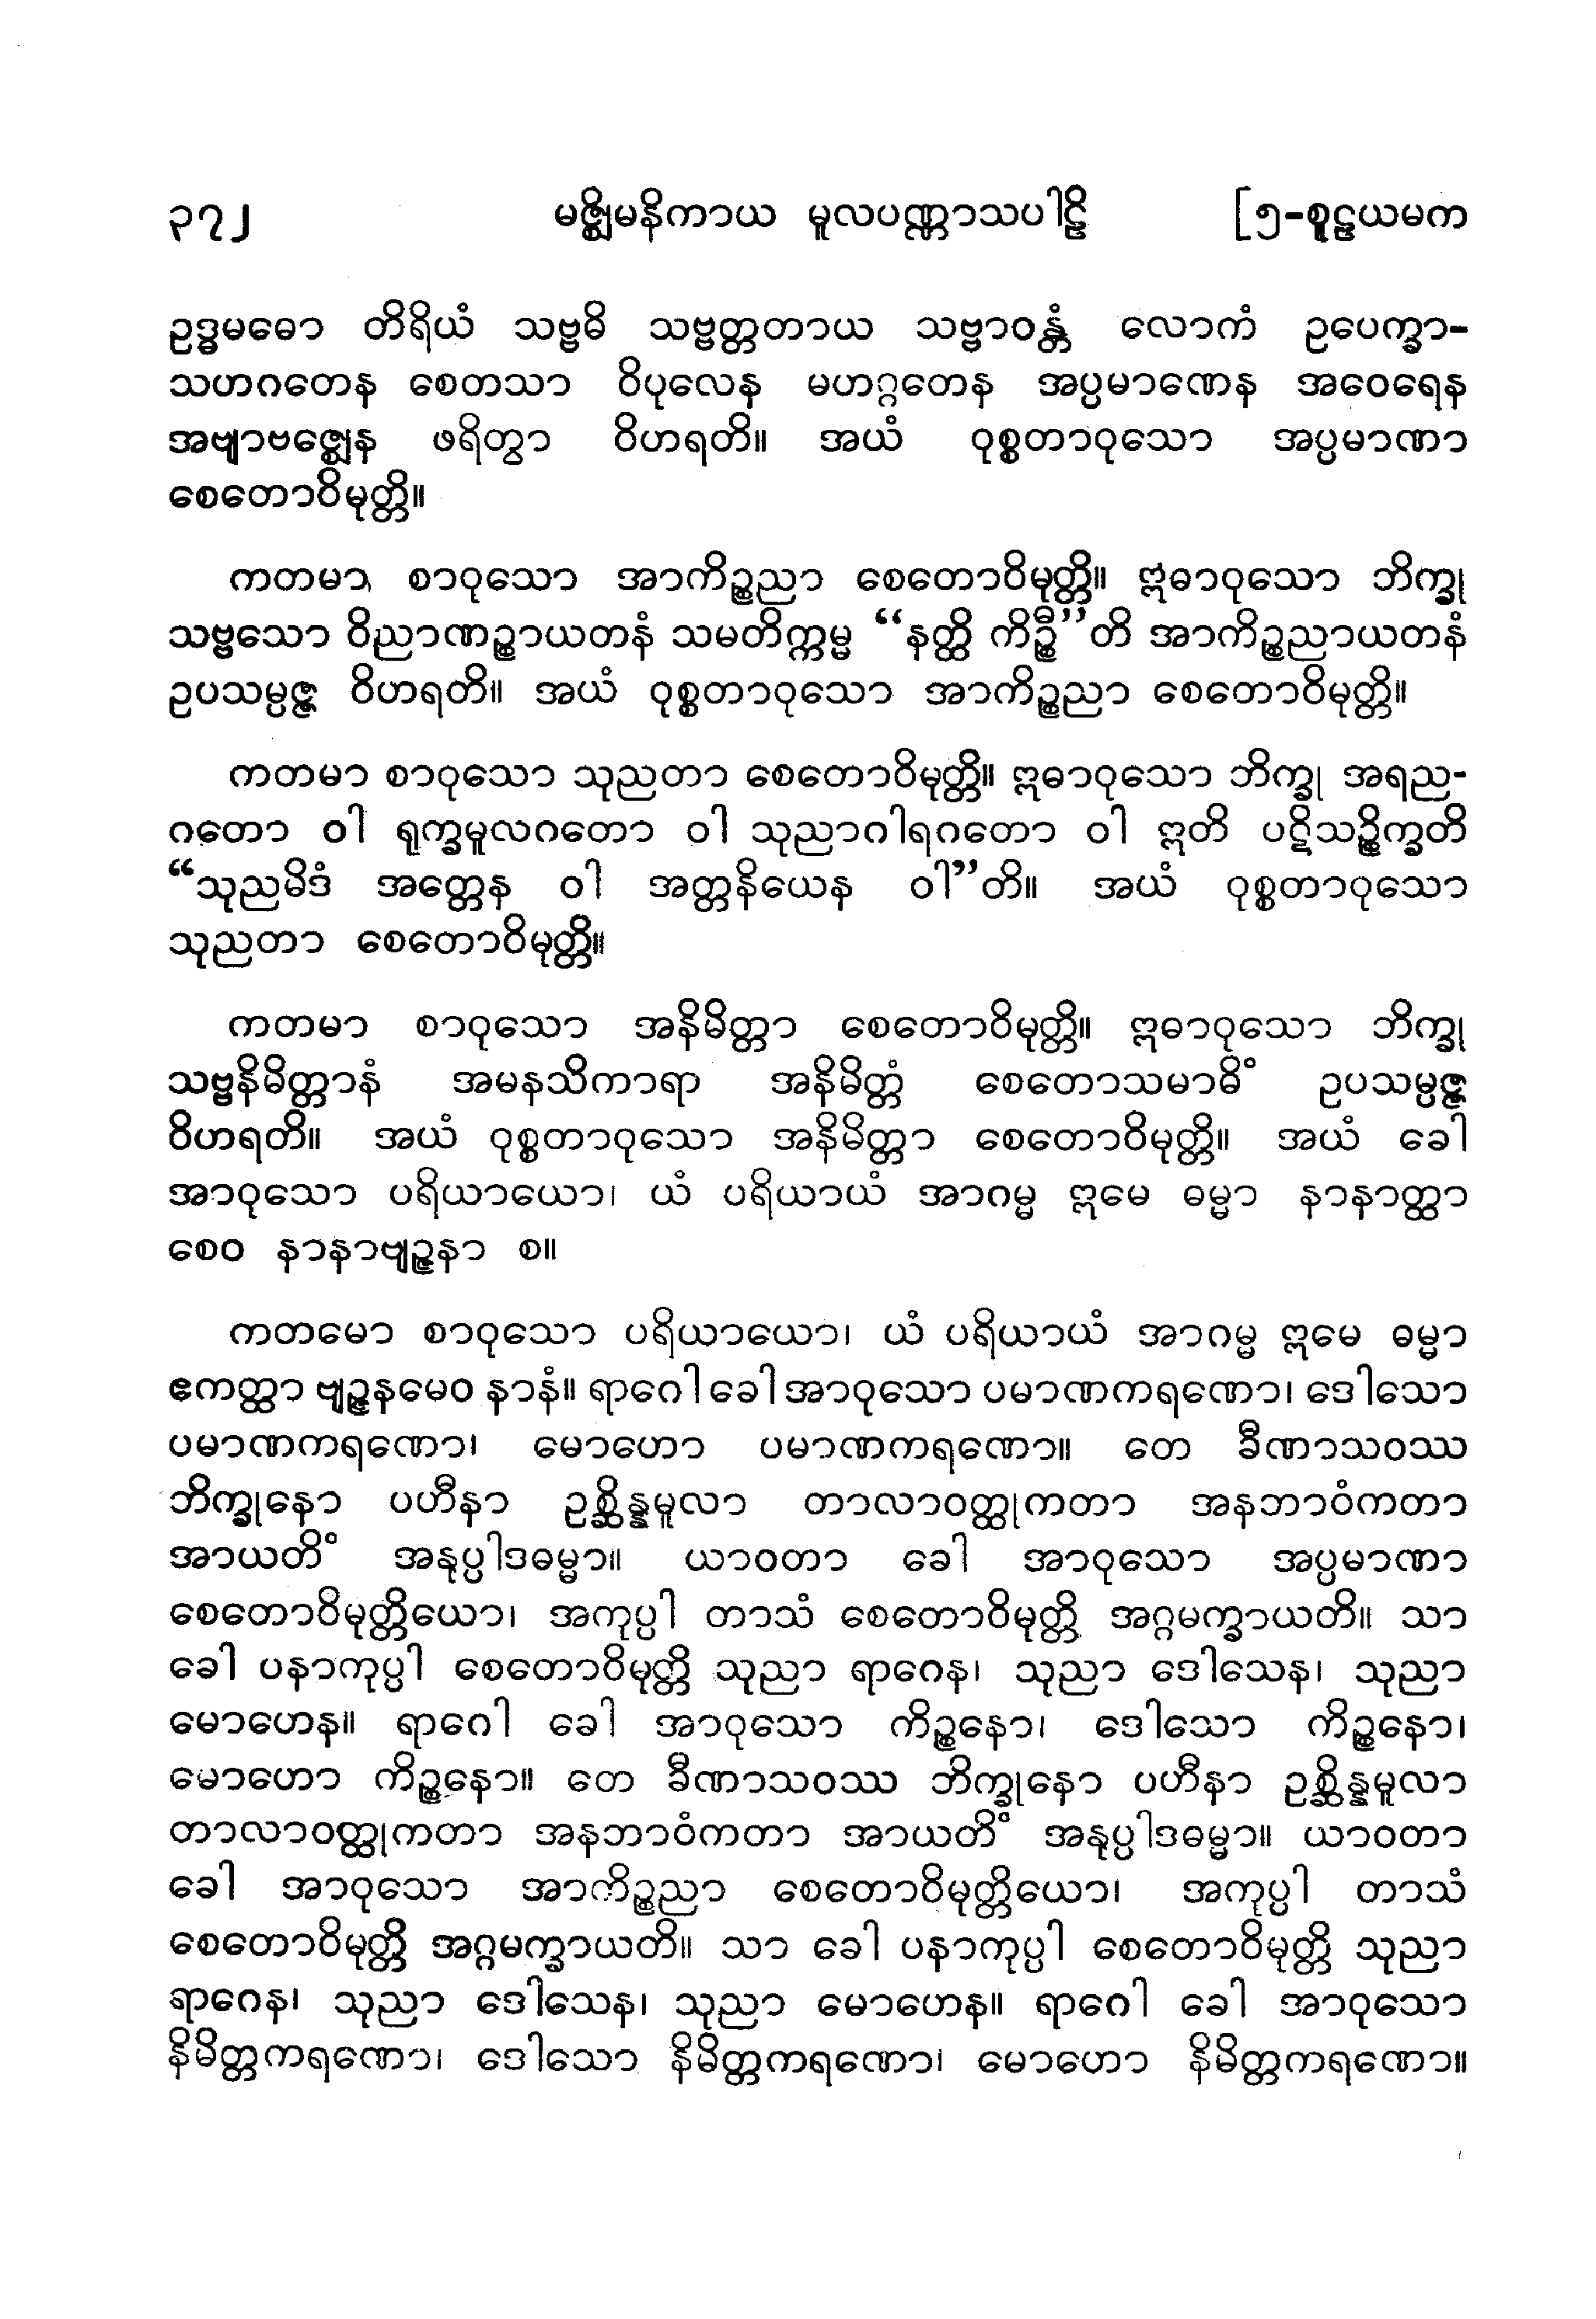 ၃၇၂ မဇ္ဈိမနိကာယ မူလပဏ္ဏာသပါဠိ [၅-စူဠယမက
ဥဒ္ဓမဓော တိရိယံ သဗ္ဗဓိ သဗ္ဗတ္တတာယ သဗ္ဗာဝန္တံ လောကံ ဥပေက္ခာ-
သဟဂတေန စေတသာ ဝိပုလေန မဟဂ္ဂတေန အပ္ပမာဏေန အဝေရေန
အဗျာဗဇ္ဈေန ဖရိတွာ ဝိဟရတိ။ အယံ ဝုစ္စတာဝုသော အပ္ပမာဏာ
စေတောဝိမုတ္တိ။
ကတမာ စာဝုသော အာကိဉ္စညာ စေတောဝိမုတ္တိ။ ဣဓာဝုသော ဘိက္ခု
သဗ္ဗသော ဝိညာဏဉ္စာယတနံ သမတိက္ကမ္မ “နတ္ထိ ကိဉ္စီ”တိ အာကိဉ္စညာယတနံ
ဥပသမ္ပဇ္ဇ ဝိဟရတိ။ အယံ ဝုစ္စတာဝုသော အာကိဉ္စညာ စေတောဝိမုတ္တိ။
ကတမာ စာဝုသော သုညတာ စေတောဝိမုတ္တိ။ ဣဓာဝုသော ဘိက္ခု အရည-
ဂတော ဝါ ရုက္ခမူလဂတော ဝါ သုညာဂါရဂတော ဝါ ဣတိ ပဋိသဉ္စိက္ခတိ
“သုညမိဒံ အတ္တေန ဝါ အတ္တနိယေန ဝါ”တိ။ အယံ ဝုစ္စတာဝုသော
သုညတာ စေတောဝိမုတ္တိ။
ကတမာ စာဝုသော အနိမိတ္တာ စေတောဝိမုတ္တိ။ ဣဓာဝုသော ဘိက္ခု
သဗ္ဗနိမိတ္တာနံ အမနသိကာရာ အနိမိတ္တံ စေတောသမာဓိံ ဥပသမ္ပဇ္ဇ
ဝိဟရတိ။ အယံ ဝုစ္စတာဝုသော အနိမိတ္တာ စေတောဝိမုတ္တိ။ အယံ ခေါ
အာဝုသော ပရိယာယော၊ ယံ ပရိယာယံ အာဂမ္မ ဣမေ ဓမ္မာ နာနာတ္ထာ
စေဝ နာနာဗျဉ္ဇနာ စ။
ကတမော စာဝုသော ပရိယာယော၊ ယံ ပရိယာယံ အာဂမ္မ ဣမေ ဓမ္မာ
ဧကတ္ထာ ဗျဉ္ဇနမေဝ နာနံ။ ရာဂေါ ခေါ အာဝုသော ပမာဏကရဏော၊ ဒေါသော
ပမာဏကရဏော၊ မောဟော ပမာဏကရဏော။ တေ ခီဏာသဝဿ
ဘိက္ခုနော ပဟီနာ ဥစ္ဆိန္နမူလာ တာလာဝတ္ထုကတာ အနဘာဝံကတာ
အာယတိံ အနုပ္ပါဒဓမ္မာ။ ယာဝတာ ခေါ အာဝုသော အပ္ပမာဏာ
စေတောဝိမုတ္တိယော၊ အကုပ္ပါ တာသံ စေတောဝိမုတ္တိ အဂ္ဂမက္ခာယတိ။ သာ
ခေါ ပနာကုပ္ပါ စေတောဝိမုတ္တိ သုညာ ရာဂေန၊ သုညာ ဒေါသေန၊ သုညာ
မောဟေန။ ရာဂေါ ခေါ အာဝုသော ကိဉ္စနော၊ ဒေါသော ကိဉ္စနော၊
မောဟော ကိဉ္စနော။ တေ ခီဏာသဝဿ ဘိက္ခုနော ပဟီနာ ဥစ္ဆိန္နမူလာ
တာလာဝတ္ထုကတာ အနဘာဝံကတာ အာယတိံ အနုပ္ပါဒဓမ္မာ။ ယာဝတာ
ခေါ အာဝုသော အာကိဉ္စညာ စေတောဝိမုတ္တိယော၊ အကုပ္ပါ တာသံ
စေတောဝိမုတ္တိ အဂ္ဂမက္ခာယတိ။ သာ ခေါ ပနာကုပ္ပါ စေတောဝိမုတ္တိ သုညာ
ရာဂေန၊ သုညာ ဒေါသေန၊ သုညာ မောဟေန။ ရာဂေါ ခေါ အာဝုသော
နိမိတ္တကရဏော၊ ဒေါသော နိမိတ္တကရဏော၊ မောဟော နိမိတ္တကရဏော။